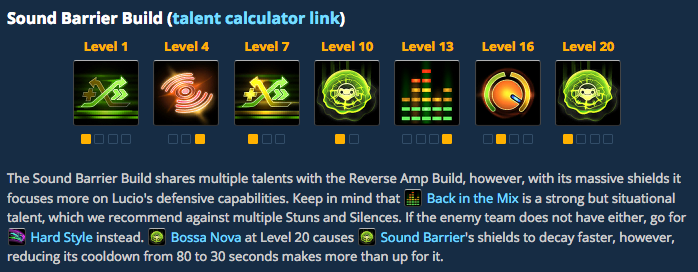 Sound Barrier Build (talent calculator link)
Level 1 Level 4 Level 7 Level 10 Level 13 Level 16 Level 20
The Sound Barrier Build shares multiple talents with the Reverse Amp Build, however, with its massive shields it
focuses more on Lucio's defensive capabilities. Keep in mind that Back in the Mix is a strong but situational
talent, which we recommend against multiple Stuns and Silences. If the enemy team does not have either, go for
Hard Style instead. Bossa Nova at Level 20 causes Sound Barrier's shields to decay faster, however,
reducing its cooldown from 80 to 30 seconds makes more than up for it.